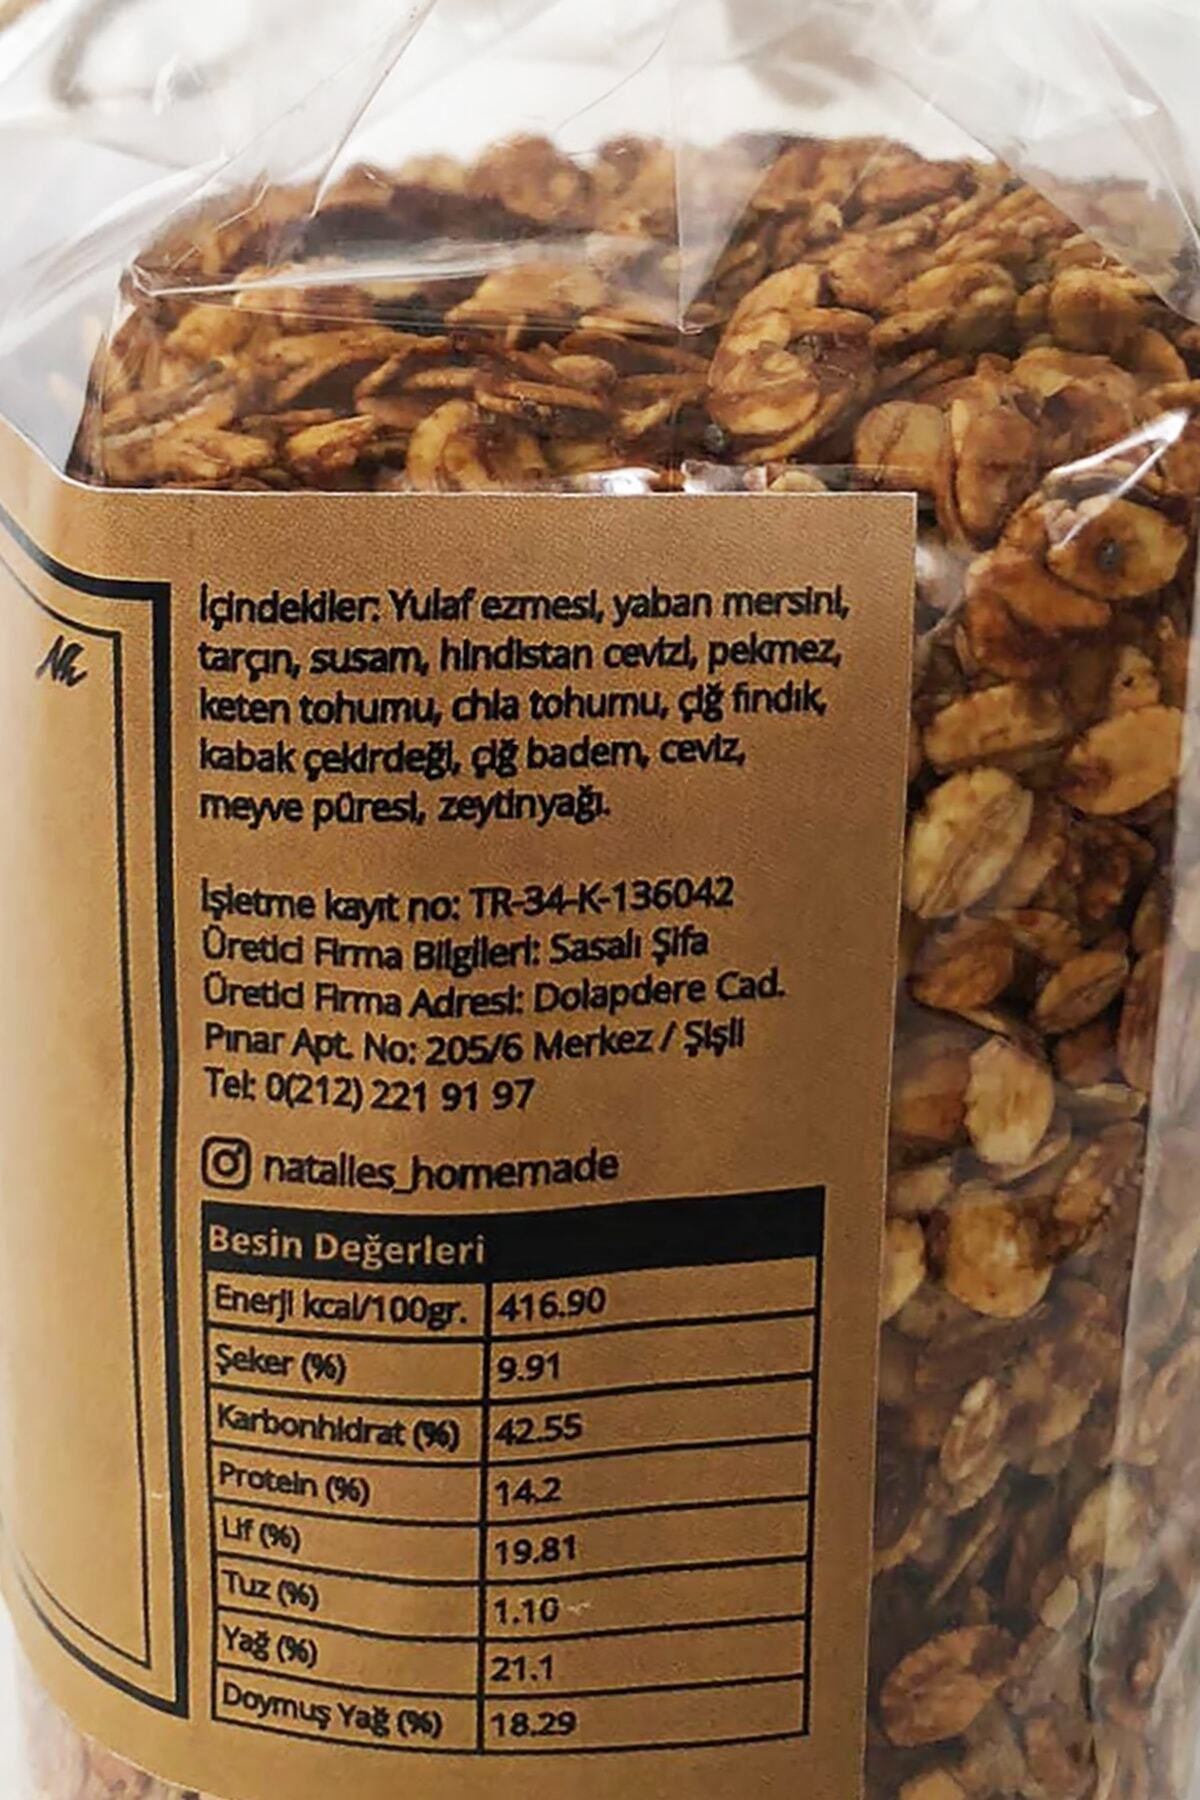 İçindekiler: Yulaf ezmesi, yaban mersini,
tarçın, susam, hindistan cevizi, pekmez,
keten tohumu, chia tohumu, çiğ fındık,
kabak çekirdeği, çiğ badem, ceviz,
meyve püresi, zeytinyağı.
İşletme kayıt no: TR-34-K-136042
Üretici Firma Bilgileri: Sasalı Şifa
Üretici Firma Adresi: Dolapdere Cad.
Pınar Apt. No: 205/6 Merkez / Şişli
Tel: 0(212) 221 91 97
natalles_homemade
Besin Değerleri
Enerji kcal/100gr. 416.90
Şeker (%) 9.91
Karbonhidrat (%) 42.55
Protein (%) 14.2
Lif (%) 19.81
Tuz (%) 1.10
Yağ (%) 21.1
Doymuş Yağ (%) 18.29